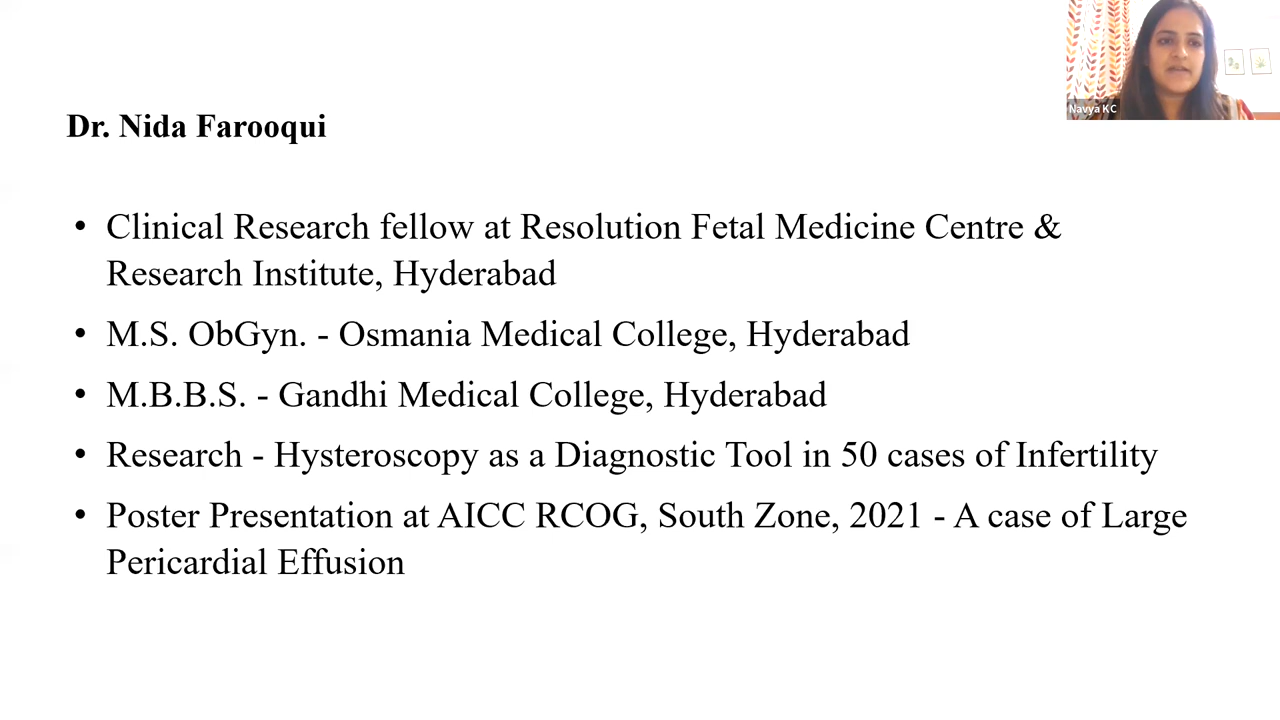 Navya KC
Dr. Nida Farooqui
• Clinical Research fellow at Resolution Fetal Medicine Centre &
Research Institute, Hyderabad
• M.S. ObGyn. - Osmania Medical College, Hyderabad
• M.B.B.S. - Gandhi Medical College, Hyderabad
• Research - Hysteroscopy as a Diagnostic Tool in 50 cases of Infertility
• Poster Presentation at AICC RCOG, South Zone, 2021 - A case of Large
Pericardial Effusion